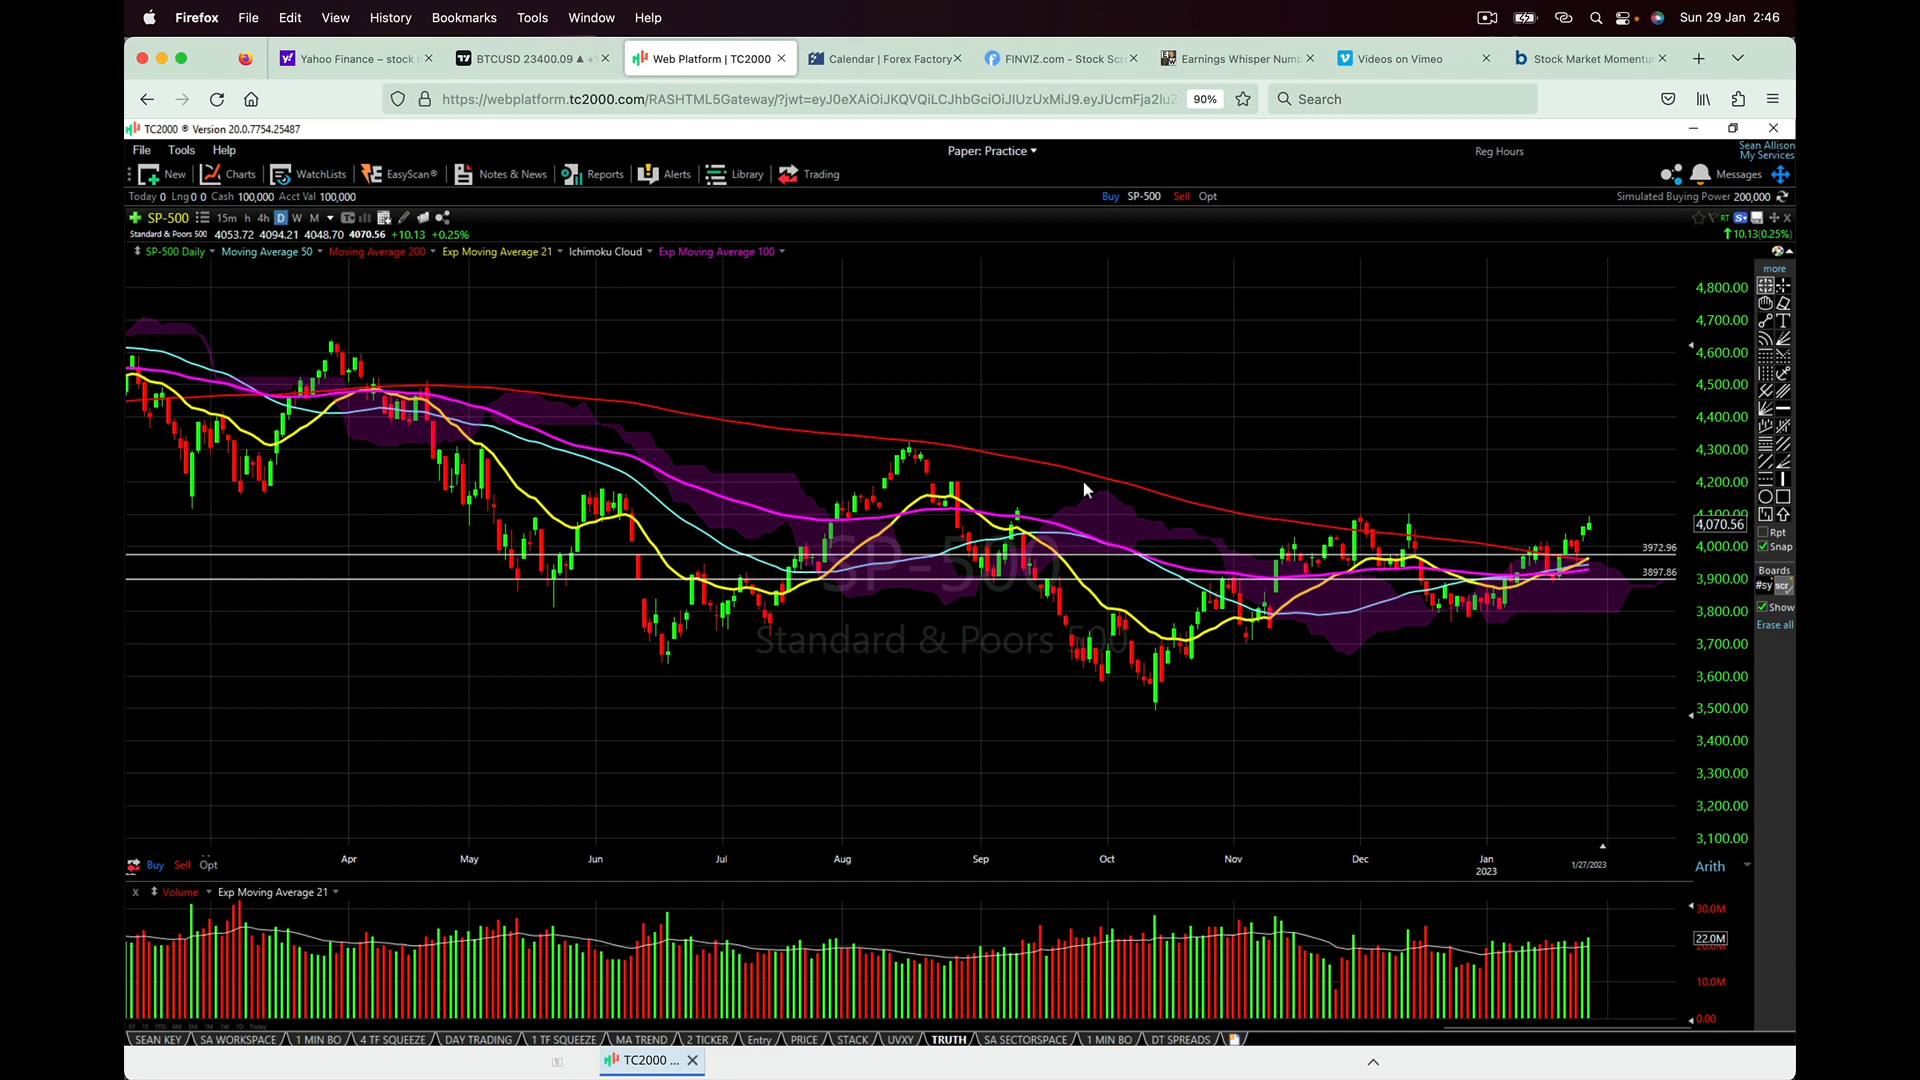 Firefox File Edit View History Bookmarks Tools Window Help Sun 29 Jan 2:46
Yahoo Finance – stock BTCUSD 23400.09 ▲ Web Platform | TC2000 Calendar | Forex Factory FINVIZ.com - Stock Scr Earnings Whisper Numb Videos on Vimeo Stock Market Momentu
https://webplatform.tc2000.com/RASHTML5Gateway/?jwt=eyJ0eXAiOiJKV 90% Search
TC2000 ® Version 20.0.7754.25487
File Tools Help Paper: Practice Reg Hours Sean Allison
My Services
New Charts WatchLists EasyScan® Notes & News Reports Alerts Library Trading Messages
Today 0 Lng 0 0 Cash 100,000 Acct Val 100,000 Buy SP-500 Sell Opt Simulated Buying Power 200,000
SP-500 15m h 4h D W M
Standard & Poors 500 4053.72 4094.21 4048.70 4070.56 +10.13 +0.25% 10.13(0.25%)
SP-500 Daily Moving Average 50 Moving Average 200 Exp Moving Average 21 Ichimoku Cloud Exp Moving Average 100
more
4,800.00
4,700.00
4,600.00
4,500.00
4,400.00
4,300.00
4,200.00
4,100.00
4,070.56
Rpt
4,000.00
3972.96
Snap
SP-500
3897.86
Boards
3,900.00
#sy scr
3,800.00
Show
Erase all
Standard & Poors 500
3,700.00
3,600.00
3,500.00
3,400.00
3,300.00
3,200.00
3,100.00
Apr May Jun Jul Aug Sep Oct Nov Dec Jan
2023 1/27/2023
Buy Sell Opt Arith
X Volume Exp Moving Average 21
30.0M
22.0M
10.0M
0.00
SEAN KEY SA WORKSPACE 1 MIN BO 4 TF SQUEEZE DAY TRADING 1 TF SQUEEZE MA TREND 2 TICKER Entry PRICE STACK UVXY TRUTH SA SECTORSPACE 1 MIN BO DT SPREADS
TC2000 ...